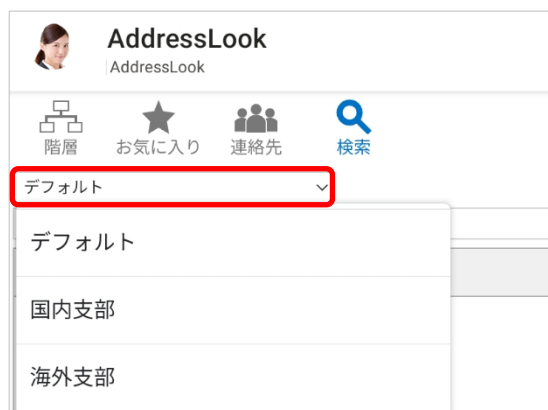 AddressLook
AddressLook
階層 お気に入り 連絡先 検索
デフォルト
デフォルト
国内支部
海外支部